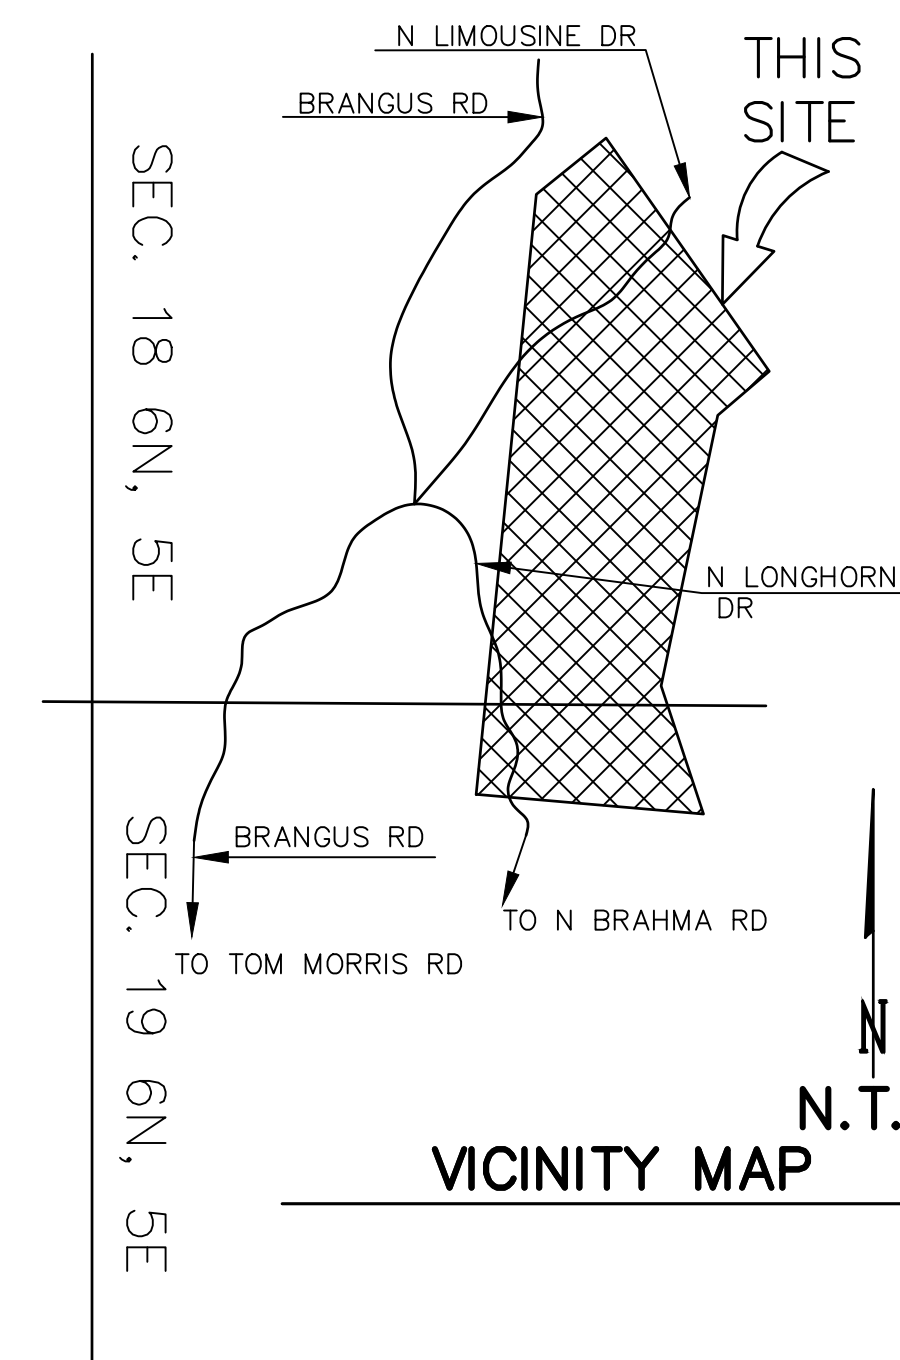 N LIMOUSINE DR
THIS
SITE
BRANGUS RD
SEC. 18 6N, 5E
N LONGHORN
DR
BRANGUS RD
TO N BRAHMA RD
TO TOM MORRIS RD
SEC. 19 6N, 5E
N
N.T.
VICINITY MAP